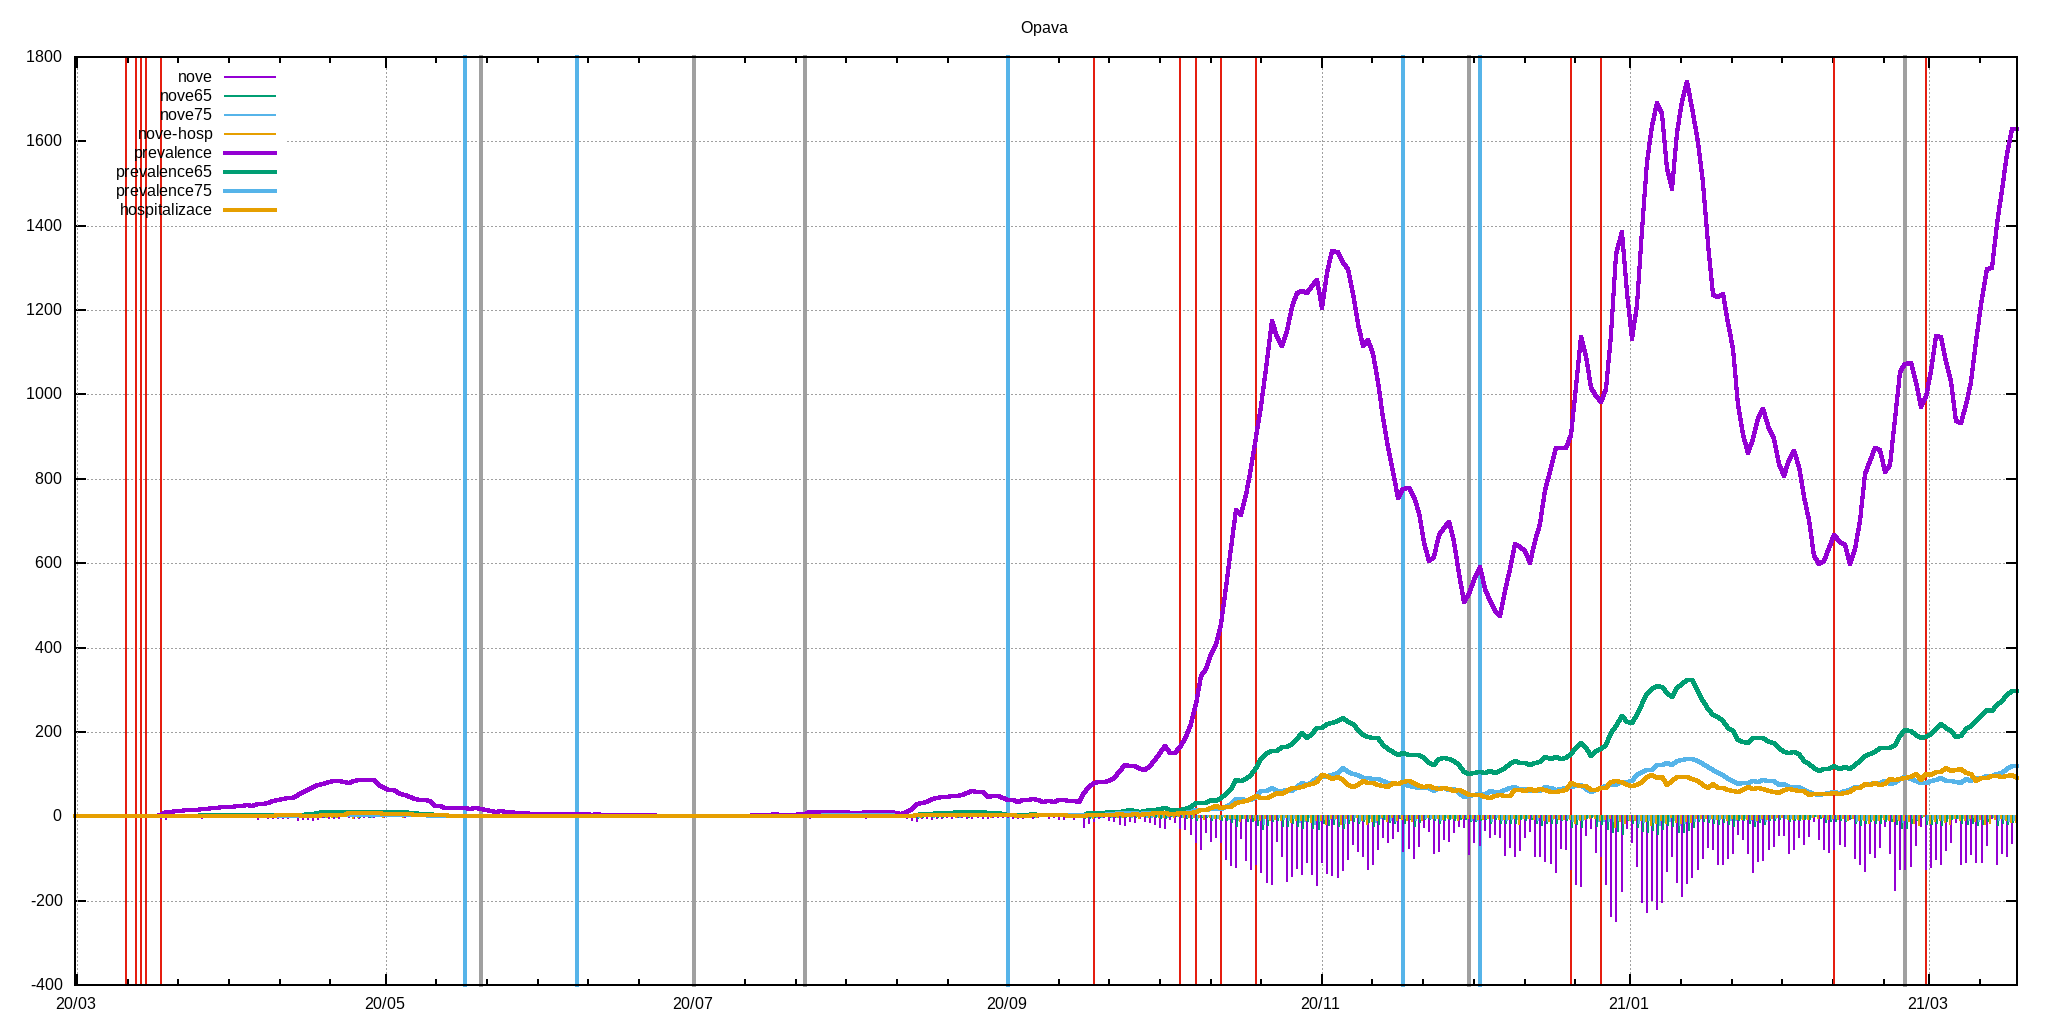 Opava
1800
1600
1400
1200
1000
800
600
400
200
0
-200
-400
nove
nove65
nove75
nove-hosp
prevalence
prevalence65
prevalence75
hospitalizace
20/03 20/05 20/07 20/09 20/11 21/01 21/03